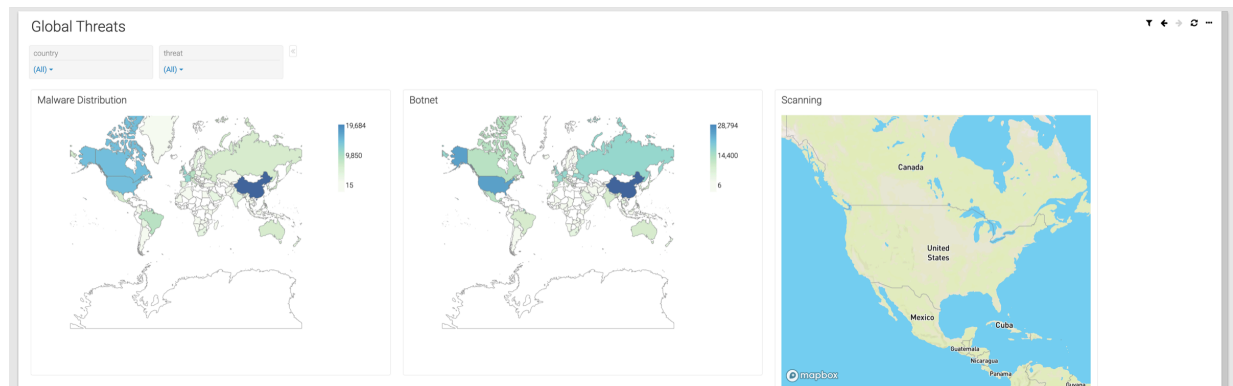 Global Threats
country
(All)
threat
(All)
Malware Distribution
19,684
9,850
15
Botnet
28,794
14,400
6
Scanning
Canada
United
States
Mexico
Cuba
Guatemala
Nicaragua
Panama
Guyana
mapbox